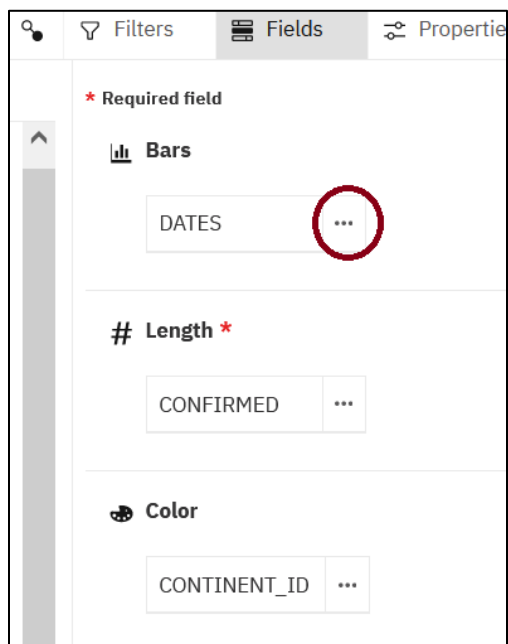 Filters
Fields
Propertie
* Required field
Bars
DATES
Length *
CONFIRMED
Color
CONTINENT_ID